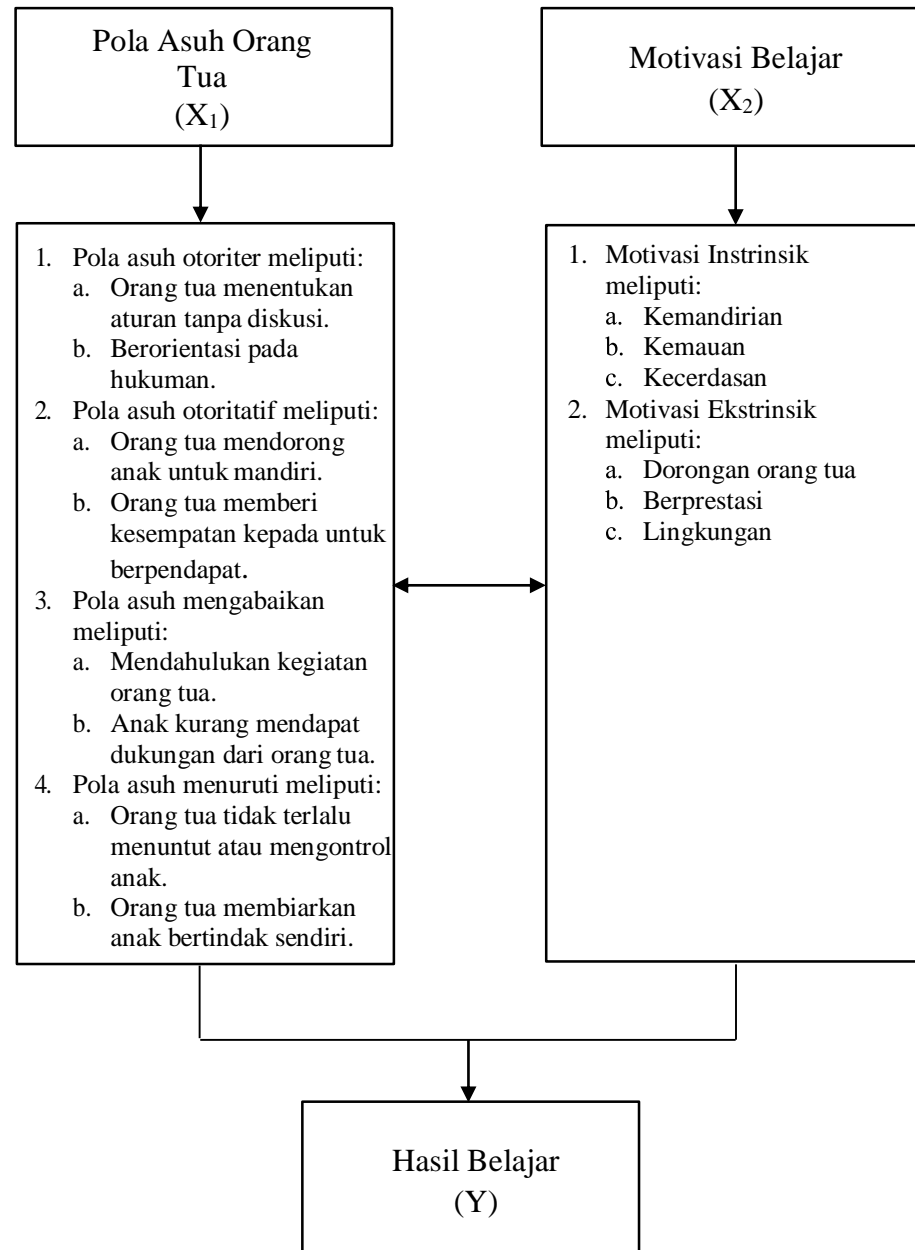 Pola Asuh Orang
Tua
(X₁)
Motivasi Belajar
(X₂)
1. Pola asuh otoriter meliputi:
a. Orang tua menentukan
aturan tanpa diskusi.
b. Berorientasi pada
hukuman.
2. Pola asuh otoritatif meliputi:
a. Orang tua mendorong
anak untuk mandiri.
b. Orang tua memberi
kesempatan kepada untuk
berpendapat.
3. Pola asuh mengabaikan
meliputi:
a. Mendahulukan kegiatan
orang tua.
b. Anak kurang mendapat
dukungan dari orang tua.
4. Pola asuh menuruti meliputi:
a. Orang tua tidak terlalu
menuntut atau mengontrol
anak.
b. Orang tua membiarkan
anak bertindak sendiri.
1. Motivasi Instrinsik
meliputi:
a. Kemandirian
b. Kemauan
c. Kecerdasan
2. Motivasi Ekstrinsik
meliputi:
a. Dorongan orang tua
b. Berprestasi
c. Lingkungan
Hasil Belajar
(Y)